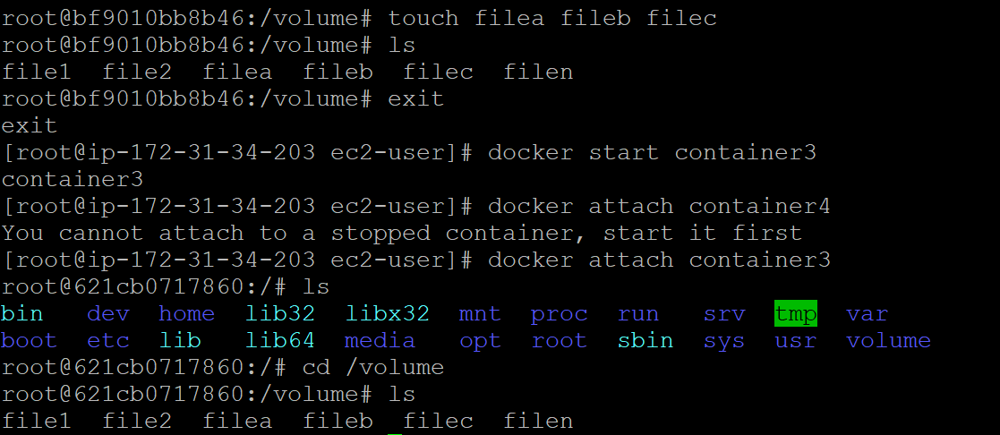 root@bf9010bb8b46:/volume# touch filea fileb filec
root@bf9010bb8b46:/volume# ls
file1  file2  filea  fileb  filec  filen
root@bf9010bb8b46:/volume# exit
exit
[root@ip-172-31-34-203 ec2-user]# docker start container3
container3
[root@ip-172-31-34-203 ec2-user]# docker attach container4
You cannot attach to a stopped container, start it first
[root@ip-172-31-34-203 ec2-user]# docker attach container3
root@621cb0717860:/# ls
bin   dev  home  lib32  libx32  mnt  proc  run   srv  tmp  var
boot  etc  lib   lib64  media   opt  root  sbin  sys  usr  volume
root@621cb0717860:/# cd /volume
root@621cb0717860:/volume# ls
file1  file2  filea  fileb  filec  filen